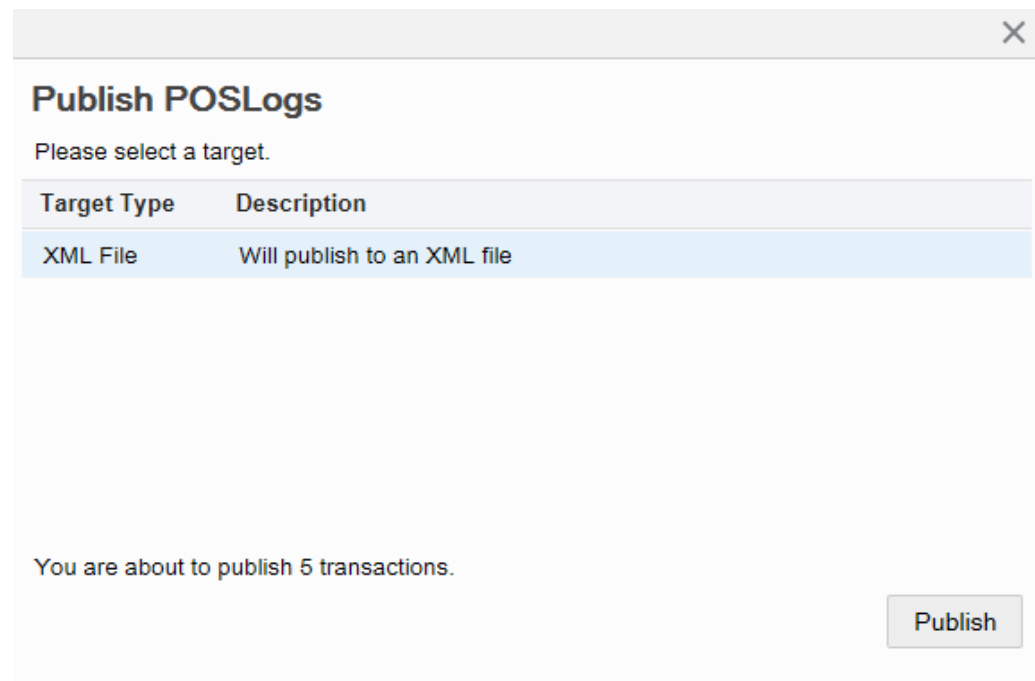 Publish POSLogs
Please select a target.
Target Type Description
XML File Will publish to an XML file
You are about to publish 5 transactions.
Publish